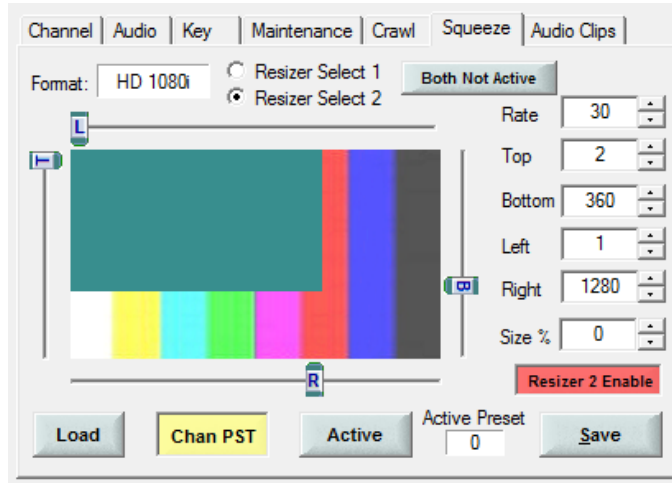 Channel Audio Key Maintenance Crawl Squeeze Audio Clips
Format: HD 1080i
Resizer Select 1
Resizer Select 2
Both Not Active
Rate 30
Top 2
Bottom 360
Left 1
Right 1280
Size % 0
L
T
B
R
Resizer 2 Enable
Load
Chan PST
Active
Active Preset
0
Save